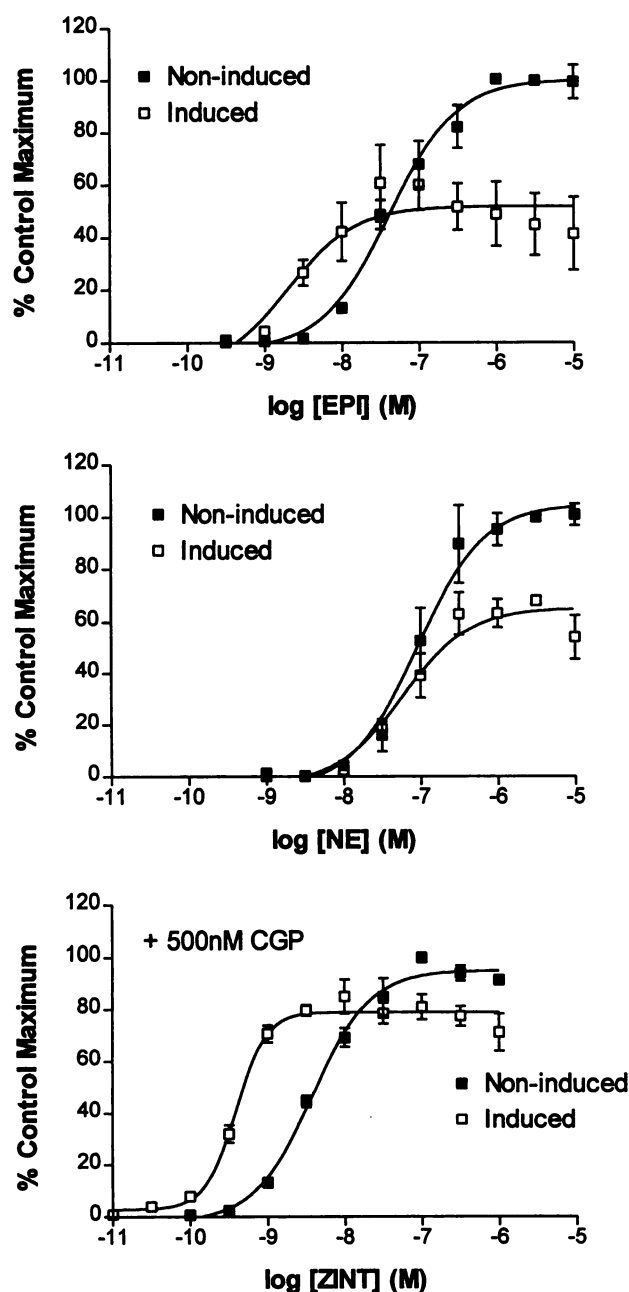 120
100
80
60
40
20
0
% Control Maximum
Non-induced
Induced
-11 -10 -9 -8 -7 -6 -5
log [EPI] (M)
120
100
80
60
40
20
0
% Control Maximum
Non-induced
Induced
-11 -10 -9 -8 -7 -6 -5
log [NE] (M)
120
100
80
60
40
20
0
% Control Maximum
+ 500nM CGP
Non-induced
Induced
-11 -10 -9 -8 -7 -6 -5
log [ZINT] (M)